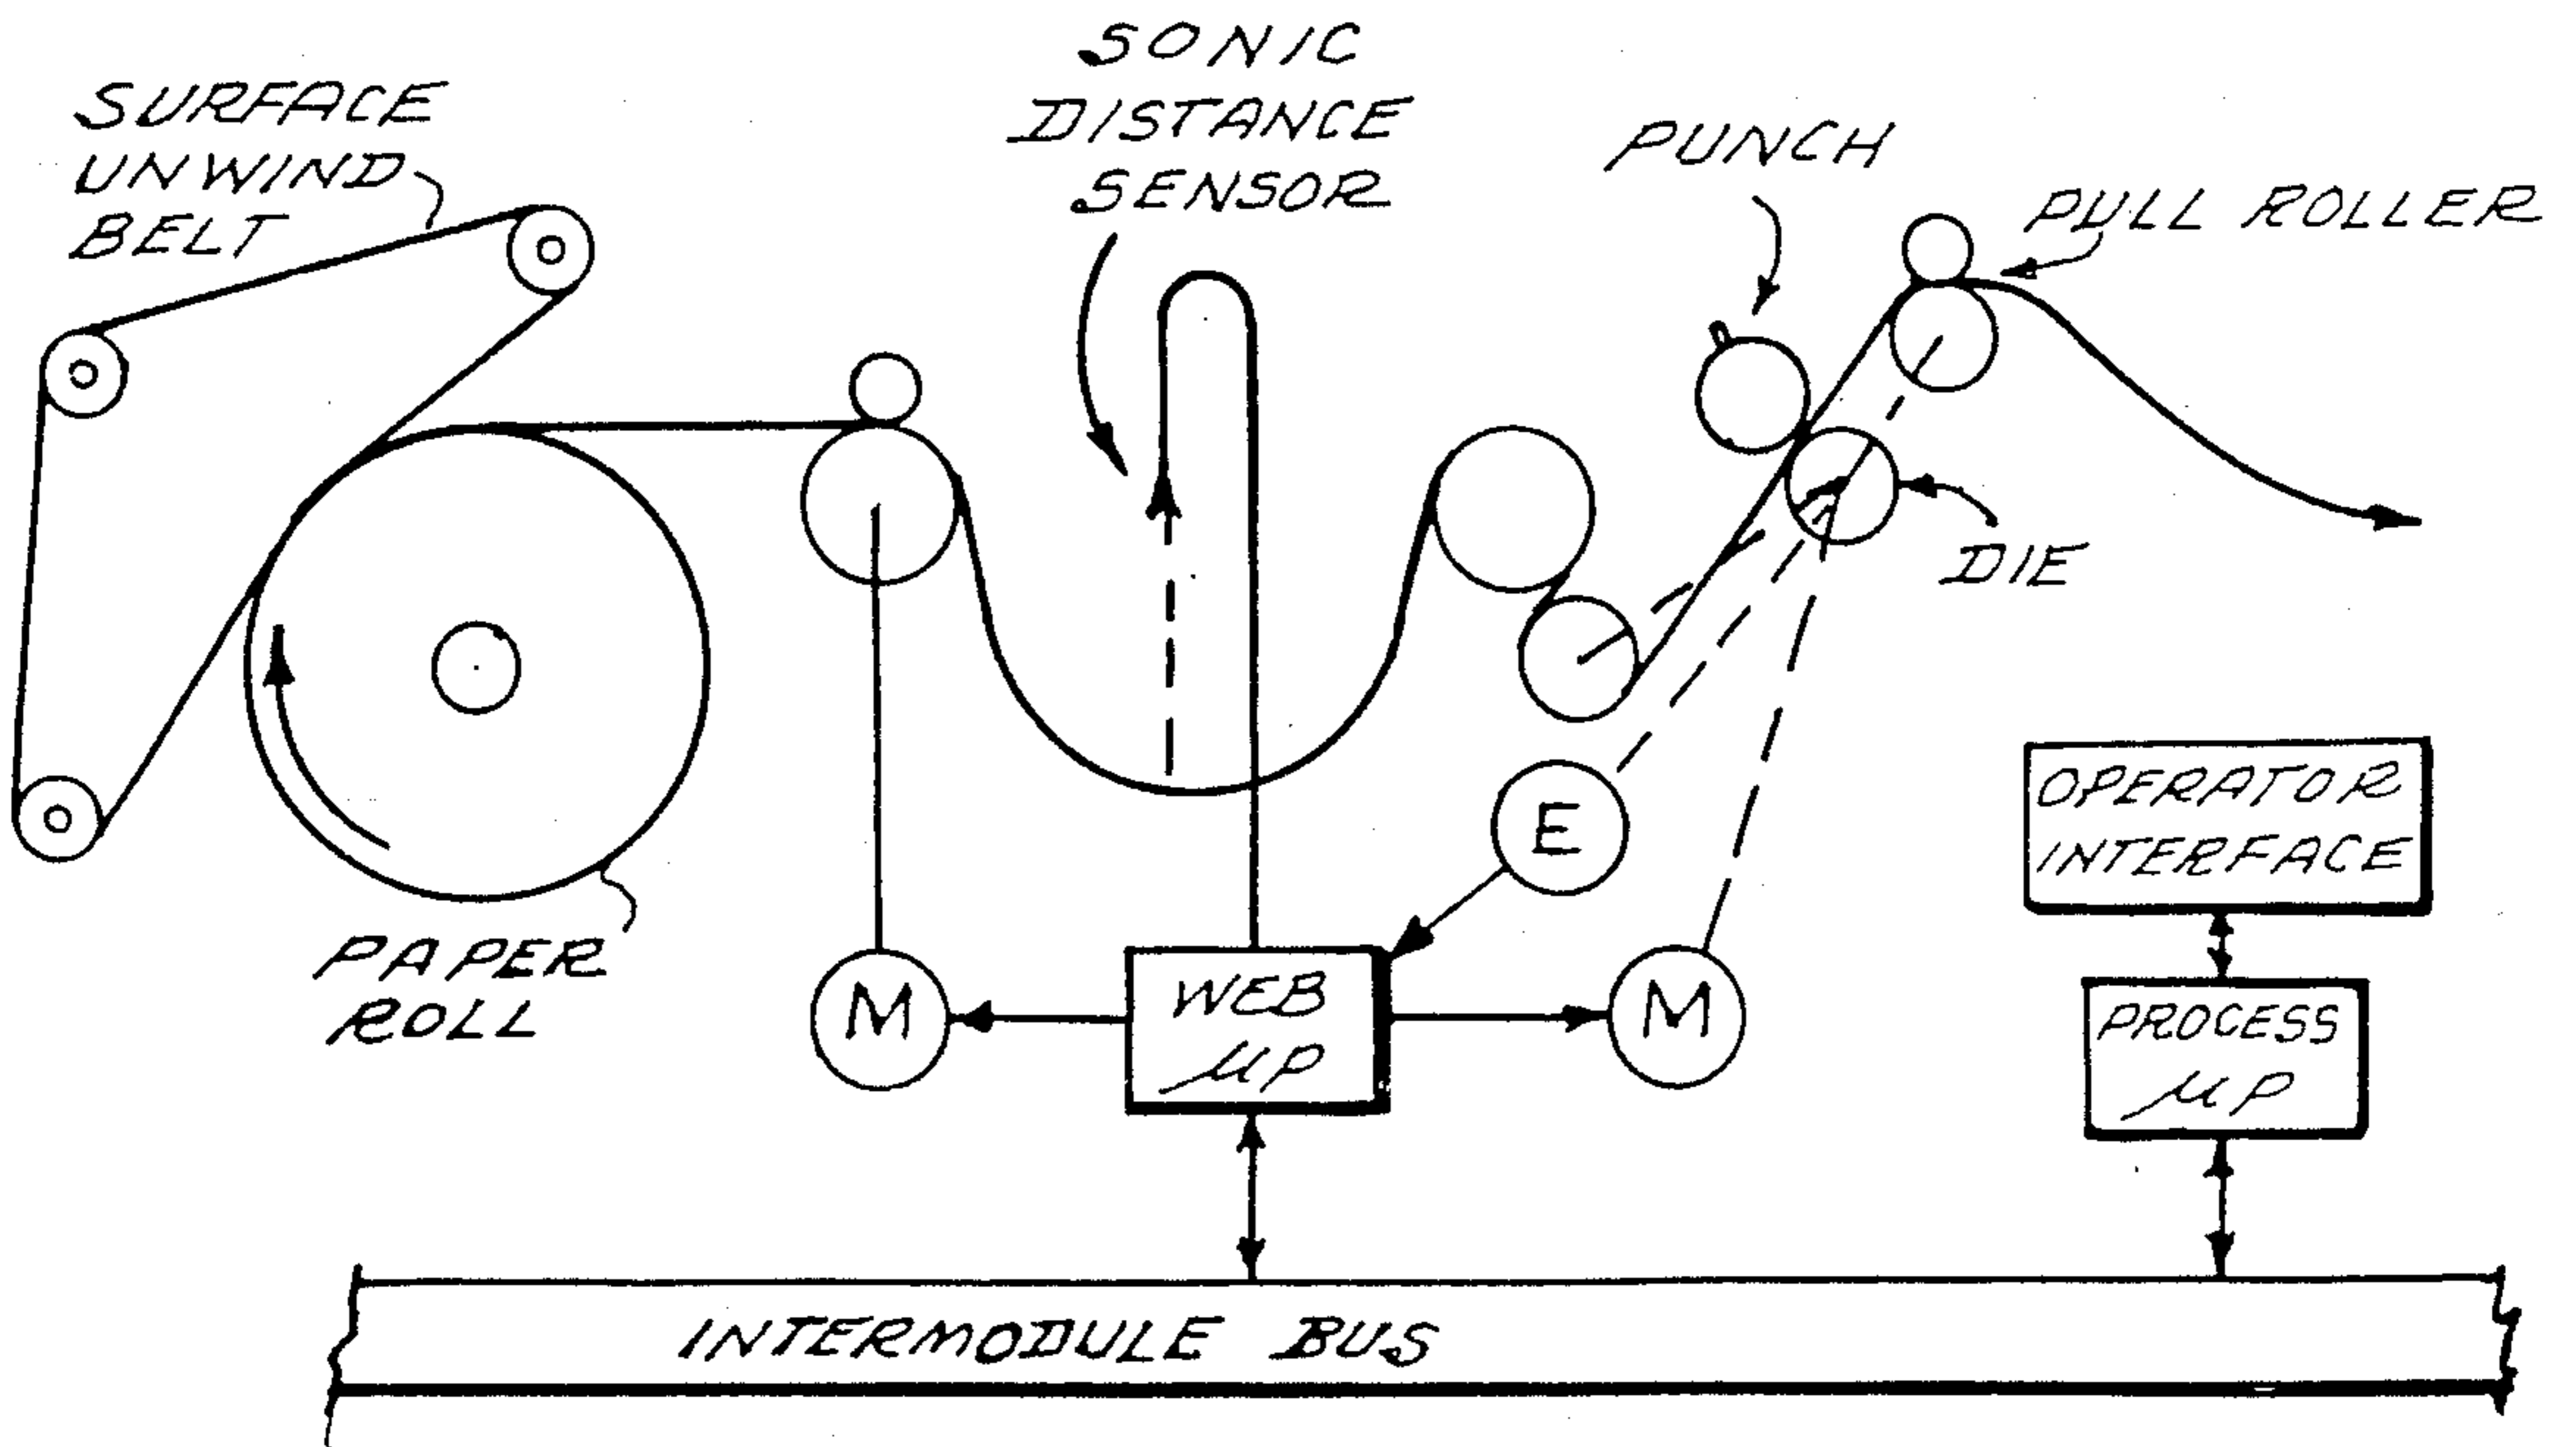 SURFACE
UNWIND
BELT
SONIC
DISTANCE
SENSOR
PUNCH
PULL ROLLER
DIE
PAPER
ROLL
E
M
WEB
μP
M
OPERATOR
INTERFACE
PROCESS
μP
INTERMODULE BUS